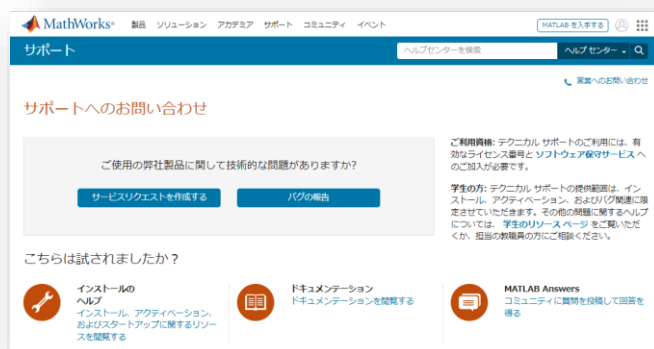 MathWorks® 製品 ソリューション アカデミア サポート コミュニティ イベント MATLAB を入手する
サポート ヘルプセンターを検索 ヘルプ センター
営業へのお問い合わせ
サポートへのお問い合わせ
ご使用の弊社製品に関して技術的な問題がありますか?
サービスリクエストを作成する バグの報告
ご利用資格: テクニカル サポートのご利用には、有
効なライセンス番号と ソフトウェア保守サービス へ
のご加入が必要です。
学生の方: テクニカル サポートの提供範囲は、イン
ストール、アクティベーション、およびバグ関連に限
定させていただきます。その他の問題に関するヘルプ
については、 学生のリソース ページ をご覧いただ
くか、担当の教職員の方にご相談ください。
こちらは試されましたか?
インストールの
ヘルプ
インストール、アクティベーション、
およびスタートアップに関するリソー
スを閲覧する
ドキュメンテーション
ドキュメンテーションを閲覧する
MATLAB Answers
コミュニティに質問を投稿して回答を
得る